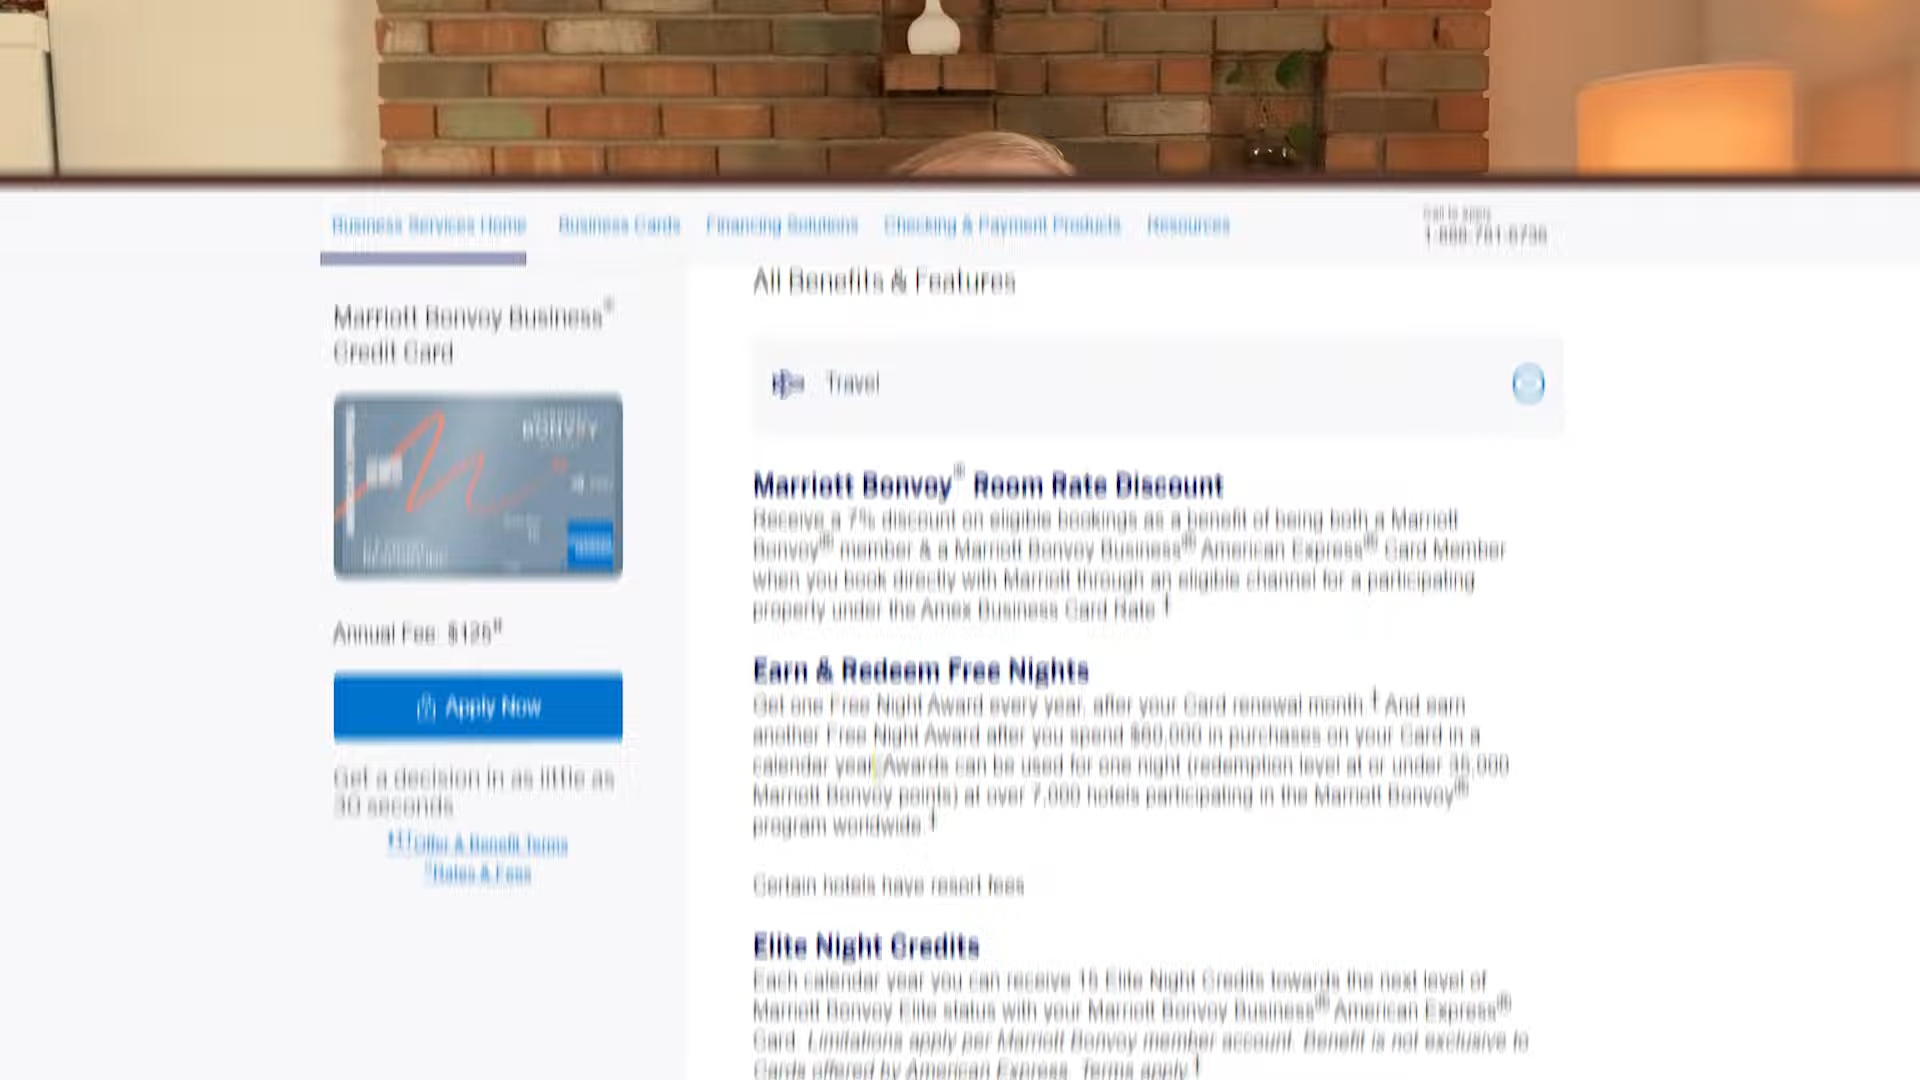 Business Services Home Business Cards Financing Solutions Checking & Payment Products Resources
Call to apply
1-888-781-8738
All Benefits & Features
Marriott Bonvoy Business®
Credit Card
BONVOY
Annual Fee: $125
Apply Now
Get a decision in as little as
30 seconds
Offer & Benefit Terms
Rates & Fees
Travel
Marriott Bonvoy® Room Rate Discount
Receive a 7% discount on eligible bookings as a benefit of being both a Marriott
Bonvoy® member & a Marriott Bonvoy Business® American Express® Card Member
when you book directly with Marriott through an eligible channel for a participating
property under the Amex Business Card Rate.†
Earn & Redeem Free Nights
Get one Free Night Award every year, after your Card renewal month.† And earn
another Free Night Award after you spend $60,000 in purchases on your Card in a
calendar year. Awards can be used for one night (redemption level at or under 35,000
Marriott Bonvoy points) at over 7,000 hotels participating in the Marriott Bonvoy®
program worldwide.†
Certain hotels have resort fees
Elite Night Credits
Each calendar year you can receive 15 Elite Night Credits towards the next level of
Marriott Bonvoy Elite status with your Marriott Bonvoy Business® American Express®
Card. Limitations apply per Marriott Bonvoy member account. Benefit is not exclusive to
Cards offered by American Express. Terms apply.†